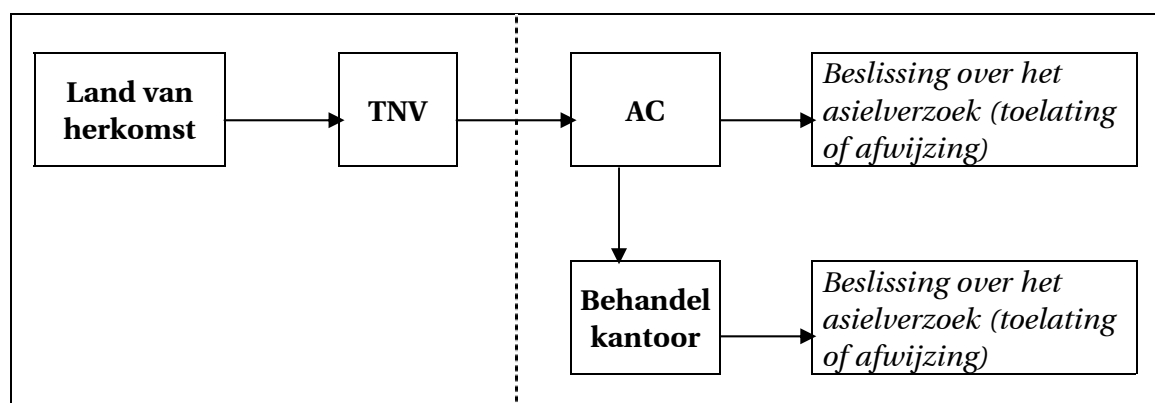 Land van
herkomst
TNV
AC
Beslissing over het
asielverzoek (toelating
of afwijzing)
Behandel
kantoor
Beslissing over het
asielverzoek (toelating
of afwijzing)